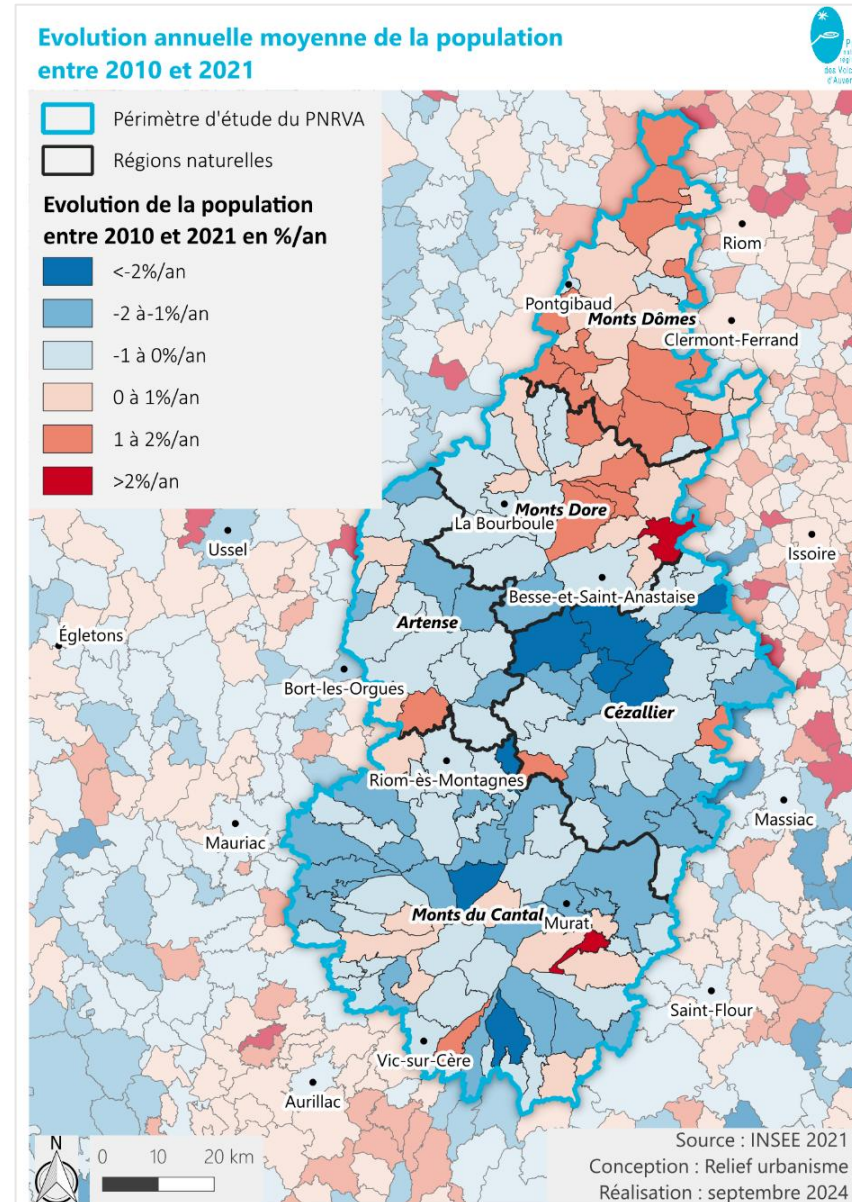 Evolution annuelle moyenne de la population
entre 2010 et 2021
des Volc
d'Auver
Périmètre d'étude du PNRVA
Régions naturelles
Evolution de la population
entre 2010 et 2021 en %/an
<-2%/an
-2 à-1%/an
-1 à 0%/an
0 à 1%/an
1 à 2%/an
>2%/an
Riom
Pontgibaud
Monts Dômes
Clermont-Ferrand
Monts Dore
La Bourboule
Ussel
Issoire
Besse-et-Saint-Anastaise
Artense
Égletons
Bort-les-Orgues
Cézallier
Riom-ès-Montagnes
Massiac
Mauriac
Monts du Cantal
Murat
Saint-Flour
Vic-sur-Cère
Aurillac
N
0 10 20 km
Source : INSEE 2021
Conception : Relief urbanisme
Réalisation : septembre 2024